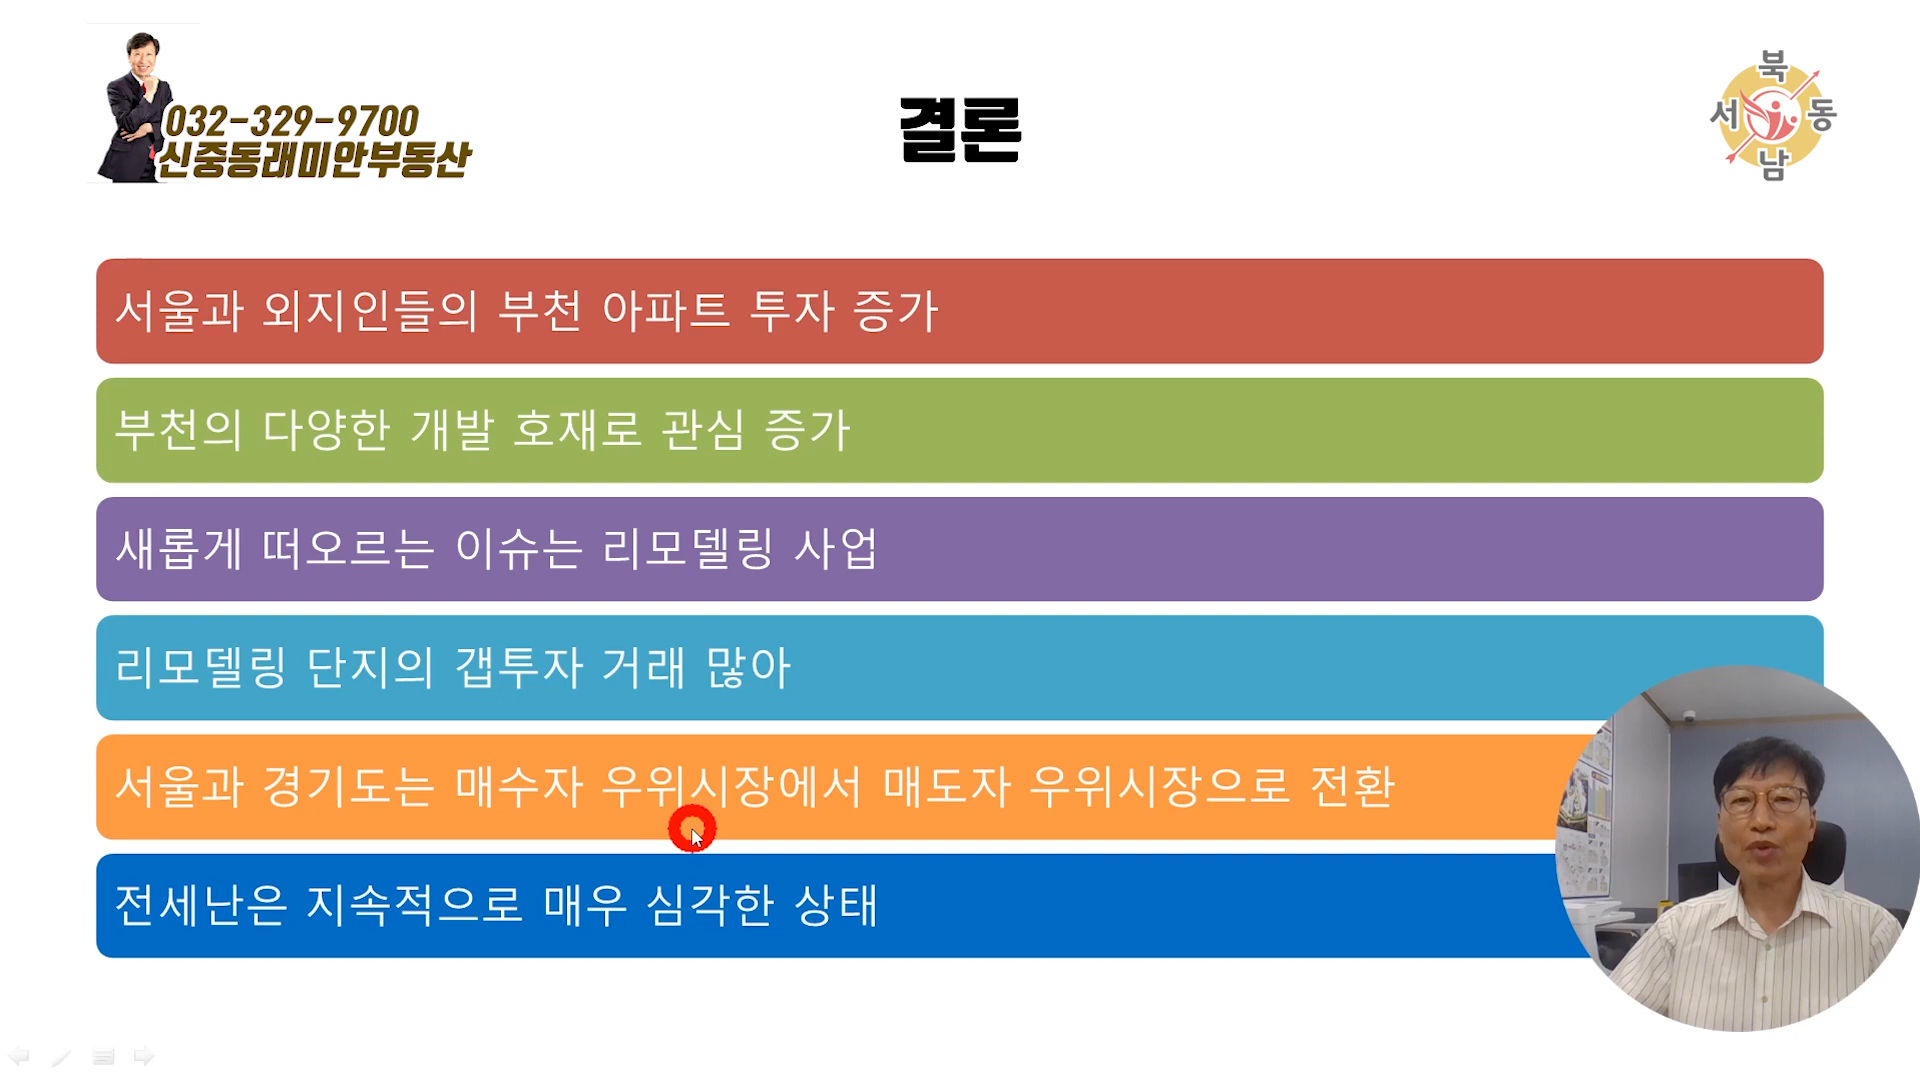 032-329-9700
신중동래미안부동산
결론
북
서 동
남
서울과 외지인들의 부천 아파트 투자 증가
부천의 다양한 개발 호재로 관심 증가
새롭게 떠오르는 이슈는 리모델링 사업
리모델링 단지의 갭투자 거래 많아
서울과 경기도는 매수자 우위시장에서 매도자 우위시장으로 전환
전세난은 지속적으로 매우 심각한 상태